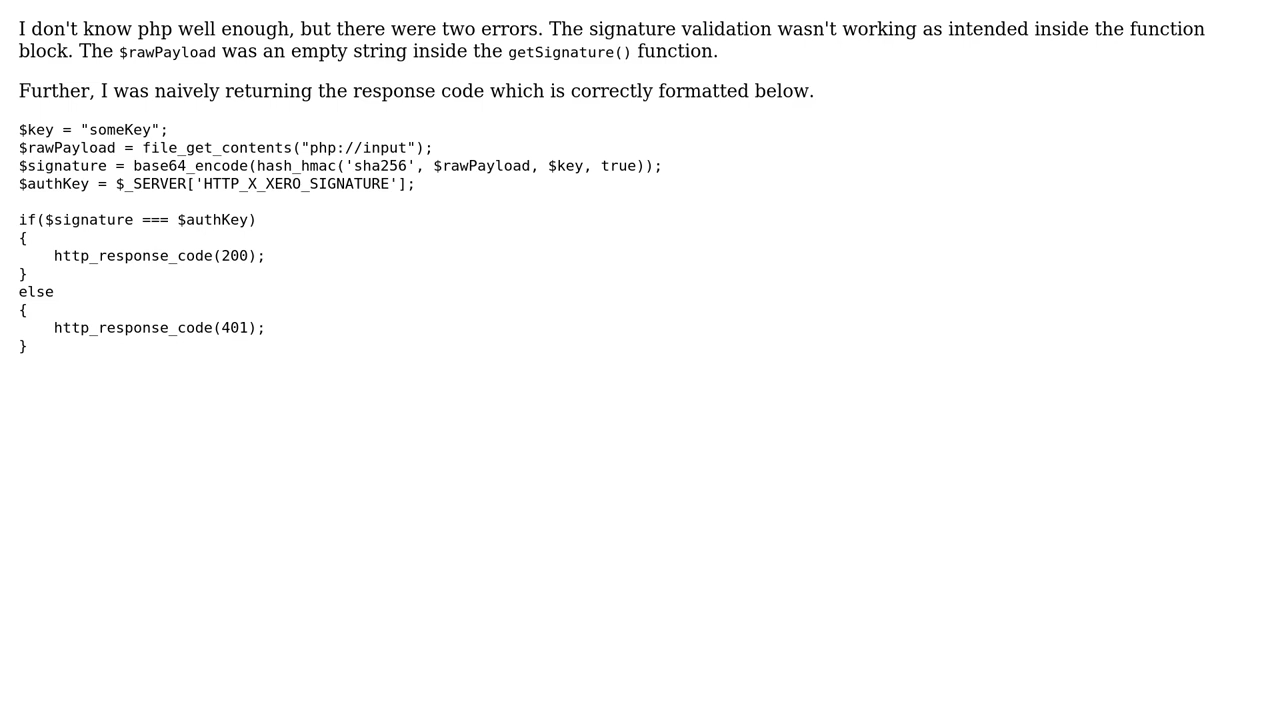 I don't know php well enough, but there were two errors. The signature validation wasn't working as intended inside the function
block. The $rawPayload was an empty string inside the getSignature() function.
Further, I was naively returning the response code which is correctly formatted below.
$key = "someKey";
$rawPayload = file_get_contents("php://input");
$signature = base64_encode(hash_hmac('sha256', $rawPayload, $key, true));
$authKey = $_SERVER['HTTP_X_XERO_SIGNATURE'];
if($signature === $authKey)
{
    http_response_code(200);
}
else
{
    http_response_code(401);
}